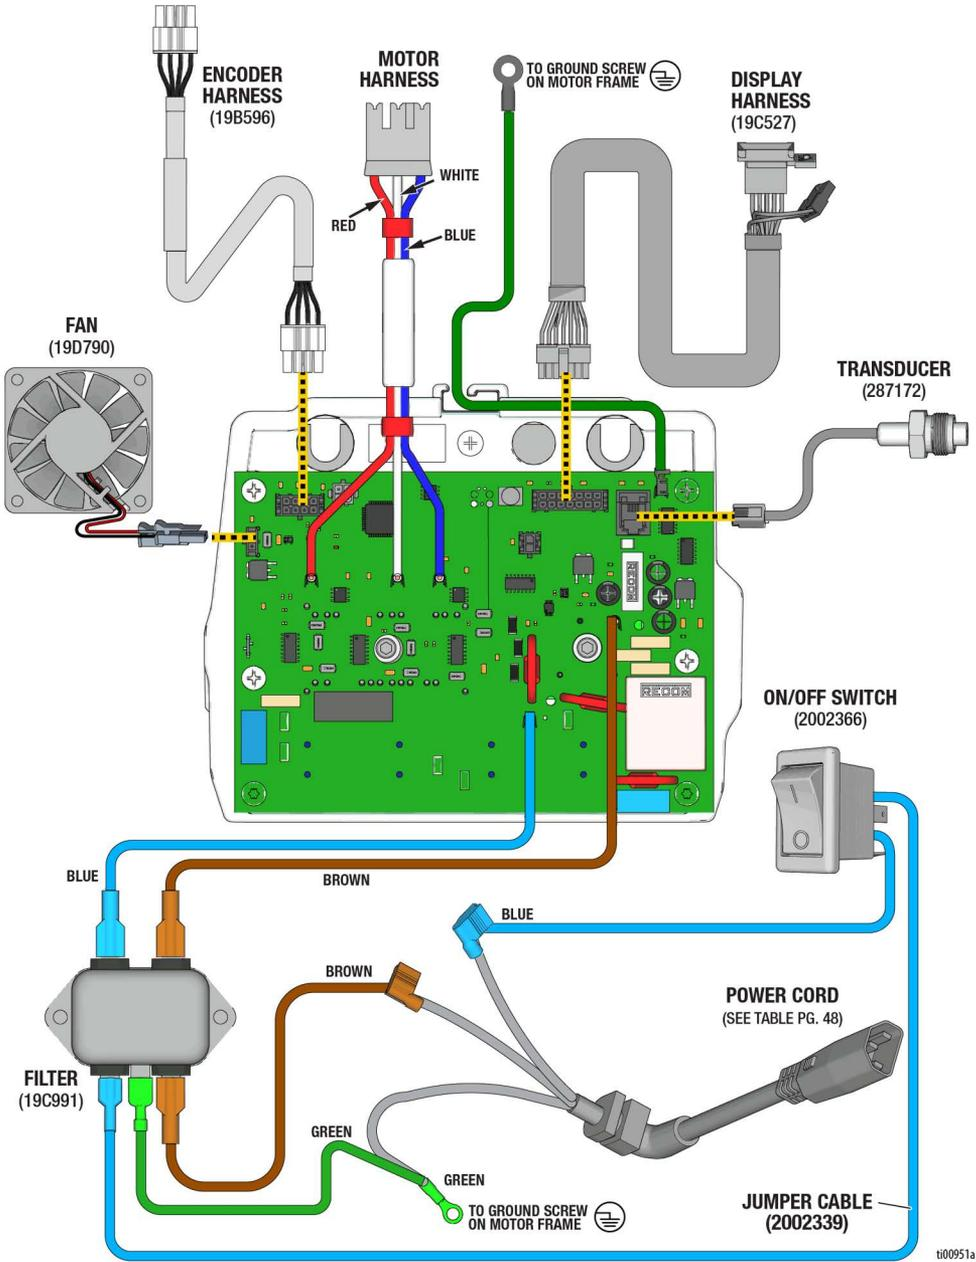 ENCODER
HARNESS
(19B596)
MOTOR
HARNESS
TO GROUND SCREW
ON MOTOR FRAME
DISPLAY
HARNESS
(19C527)
WHITE
RED
BLUE
FAN
(19D790)
TRANSDUCER
(287172)
RECOM
RECOM
ON/OFF SWITCH
(2002366)
BLUE
BROWN
BLUE
BROWN
POWER CORD
(SEE TABLE PG. 48)
FILTER
(19C991)
GREEN
GREEN
TO GROUND SCREW
ON MOTOR FRAME
JUMPER CABLE
(2002339)
ti00951a